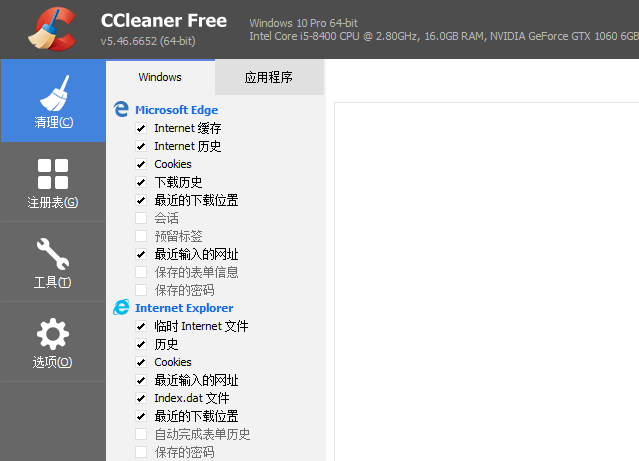 CCleaner Free
v5.46.6652 (64-bit)
Windows 10 Pro 64-bit
Intel Core i5-8400 CPU @ 2.80GHz, 16.0GB RAM, NVIDIA GeForce GTX 1060 6GB
清理(C)
注册表(G)
工具(T)
选项(O)
Windows
应用程序
Microsoft Edge
Internet 缓存
Internet 历史
Cookies
下载历史
最近的下载位置
会话
预留标签
最近输入的网址
保存的表单信息
保存的密码
Internet Explorer
临时 Internet 文件
历史
Cookies
最近输入的网址
Index.dat 文件
最近的下载位置
自动完成表单历史
保存的密码